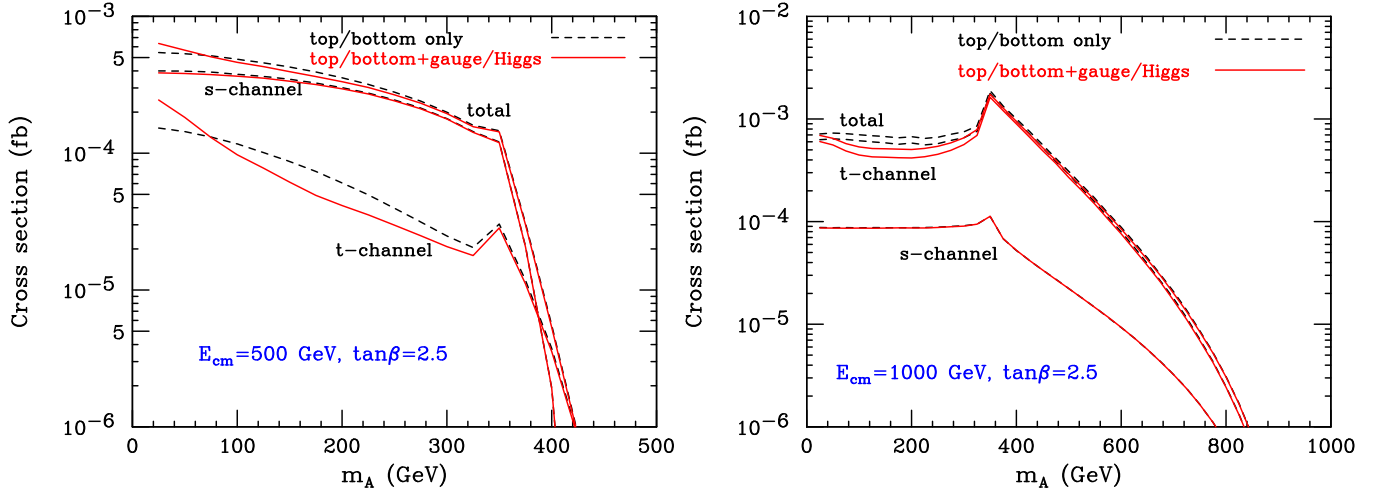 10⁻³
5
10⁻⁴
5
10⁻⁵
5
10⁻⁶
Cross section (fb)
top/bottom only
top/bottom+gauge/Higgs
s-channel
total
t-channel
E_cm=500 GeV, tanβ=2.5
0 100 200 300 400 500
m_A (GeV)
10⁻²
10⁻³
10⁻⁴
10⁻⁵
10⁻⁶
Cross section (fb)
top/bottom only
top/bottom+gauge/Higgs
total
t-channel
s-channel
E_cm=1000 GeV, tanβ=2.5
0 200 400 600 800 1000
m_A (GeV)